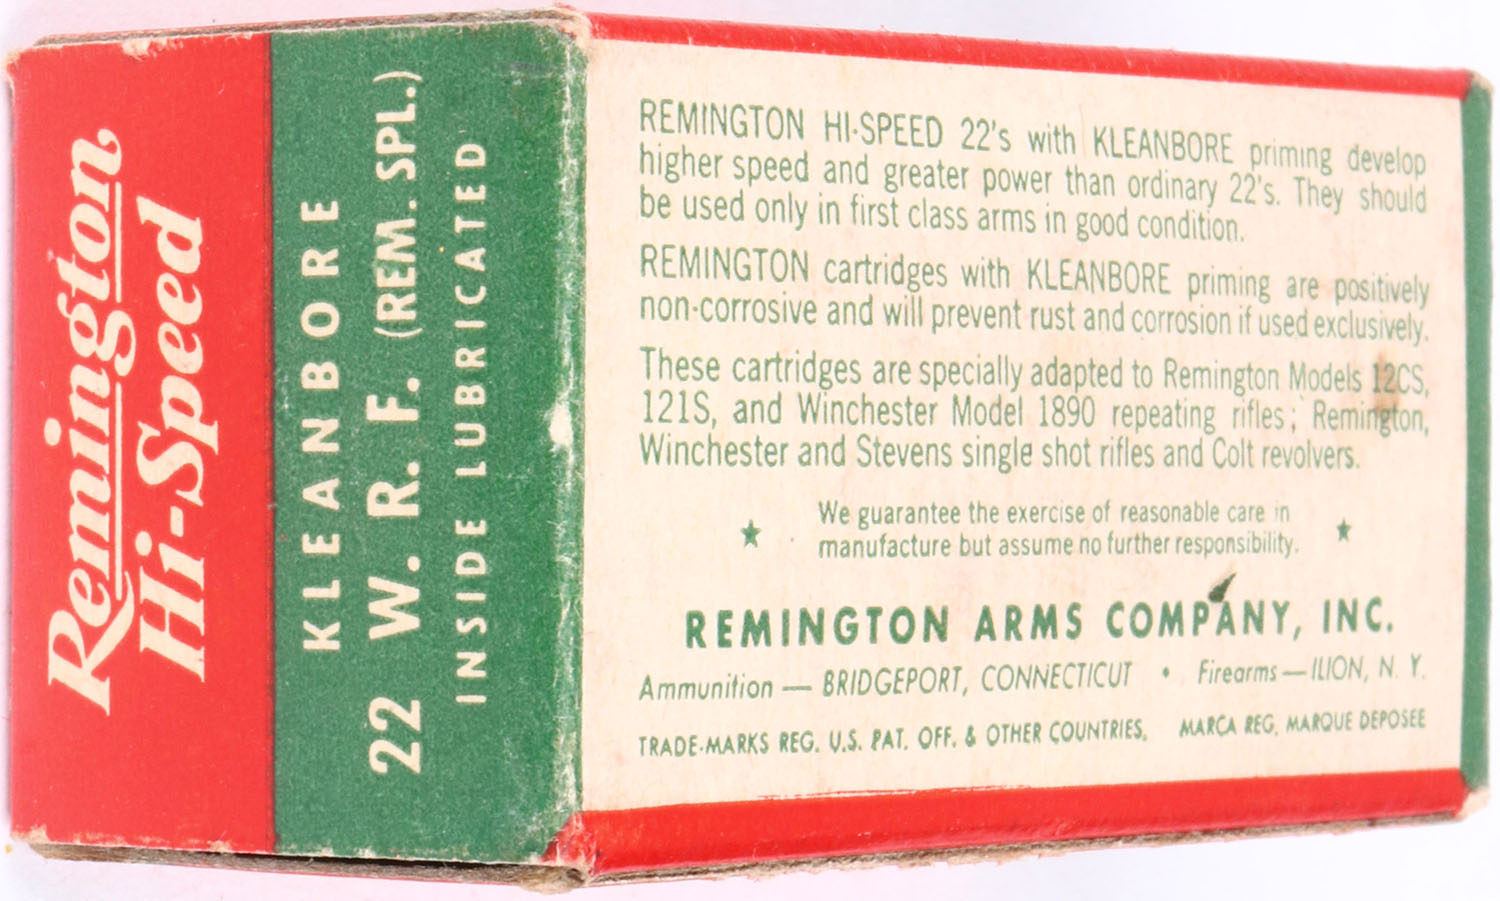 Remington
Hi-Speed
KLEANBORE
22 W. R. F. (REM. SPL.)
INSIDE LUBRICATED
REMINGTON HI-SPEED 22's with KLEANBORE priming develop
higher speed and greater power than ordinary 22's. They should
be used only in first class arms in good condition.
REMINGTON cartridges with KLEANBORE priming are positively
non-corrosive and will prevent rust and corrosion if used exclusively.
These cartridges are specially adapted to Remington Models 12CS,
121S, and Winchester Model 1890 repeating rifles; Remington,
Winchester and Stevens single shot rifles and Colt revolvers.
We guarantee the exercise of reasonable care in
manufacture but assume no further responsibility.
REMINGTON ARMS COMPANY, INC.
Ammunition — BRIDGEPORT, CONNECTICUT • Firearms — ILION, N. Y.
TRADE-MARKS REG. U.S. PAT. OFF. & OTHER COUNTRIES, MARCA REG, MARQUE DEPOSEE